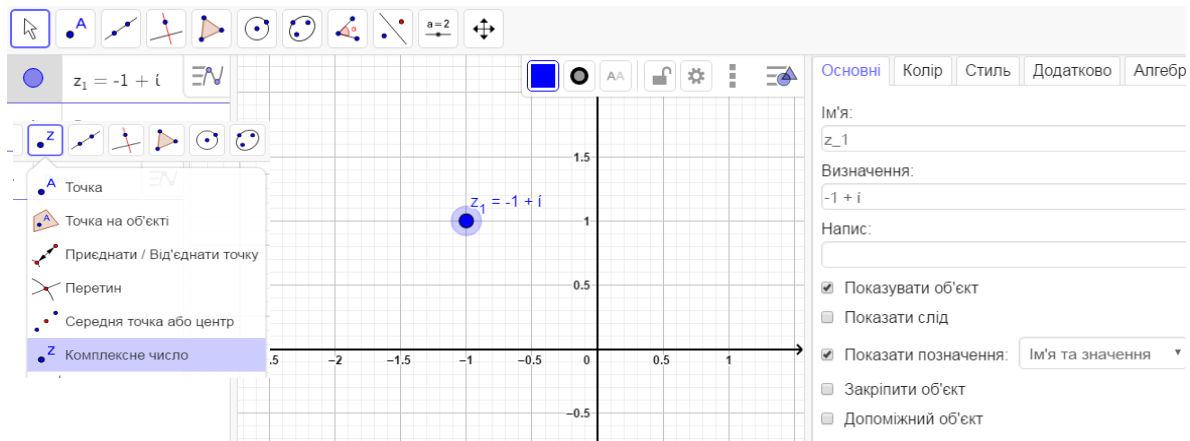 A
α
a=2
z₁ = -1 + í
AA
Основні Колір Стиль Додатково Алгебр
Ім'я:
z_1
Визначення:
-1 + í
Напис:
Показувати об'єкт
Показати слід
Показати позначення: Ім'я та значення
Закріпити об'єкт
Допоміжний об'єкт
Z
A Точка
A Точка на об'єкті
Приєднати / Від'єднати точку
Перетин
Середня точка або центр
Z Комплексне число
z₁ = -1 + í
1.5
1
0.5
.5 −2 −1.5 −1 −0.5 0 0.5 1
−0.5